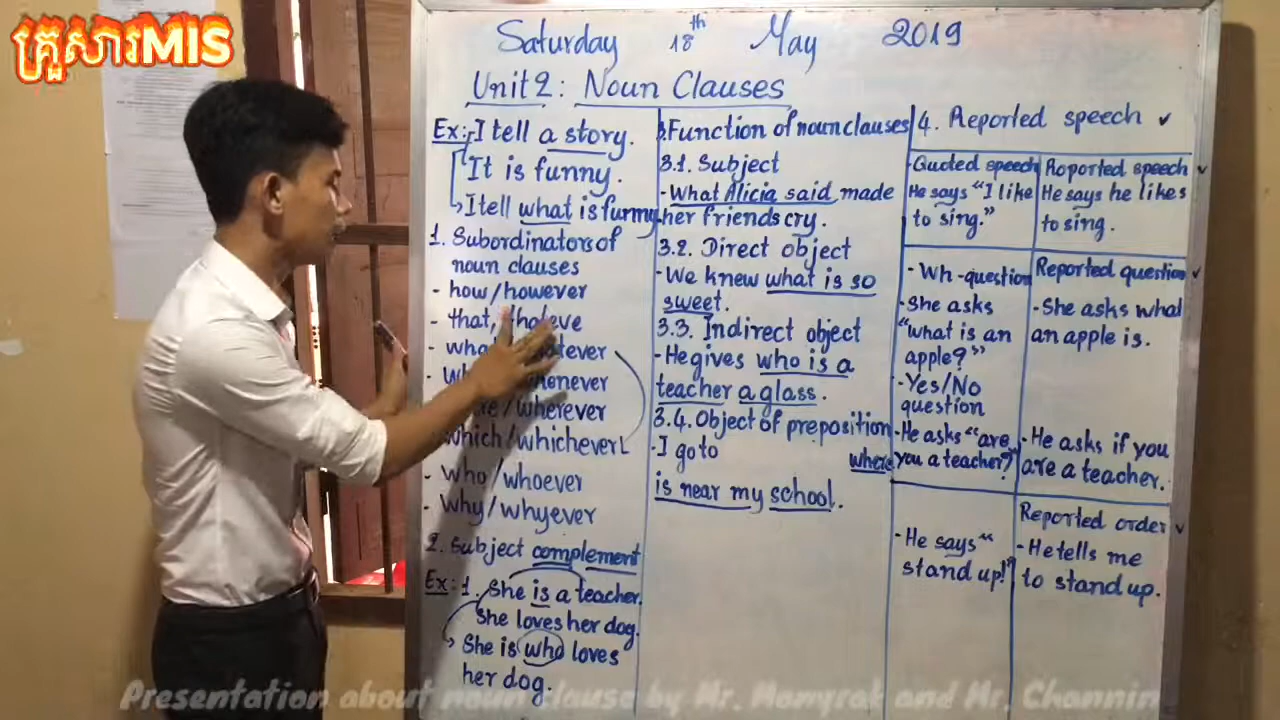 គ្រួសារMIS
Saturday 18th May 2019
Unit 2: Noun Clauses
Ex: I tell a story.
It is funny.
I tell what is funny.
1. Subordinators of
noun clauses
- how/however
- that,
-
-
- /wherever
- which/whichever
- who/whoever
- why/whyever
2. Subject complement
Ex: 1. She is a teacher.
She loves her dog.
She is who loves
her dog.
3. Function of noun clauses
3.1. Subject
- What Alicia said made
her friends cry.
3.2. Direct object
- We knew what is so
sweet.
3.3. Indirect object
- He gives who is a
teacher a glass.
3.4. Object of preposition
- I go to where
is near my school.
4. Reported speech ✓
Quoted speech
He says "I like
to sing."
Roported speech ✓
He says he likes
to sing.
- Wh-question
- She asks
"what is an
apple?"
- Yes/No
question
- He asks "are
you a teacher?"
Reported question ✓
- She asks what
an apple is.
- He asks if you
are a teacher.
- He says "
stand up!"
Reported order ✓
- He tells me
to stand up.
Presentation about noun clause by Mr. Momyrak and Mr. Channin